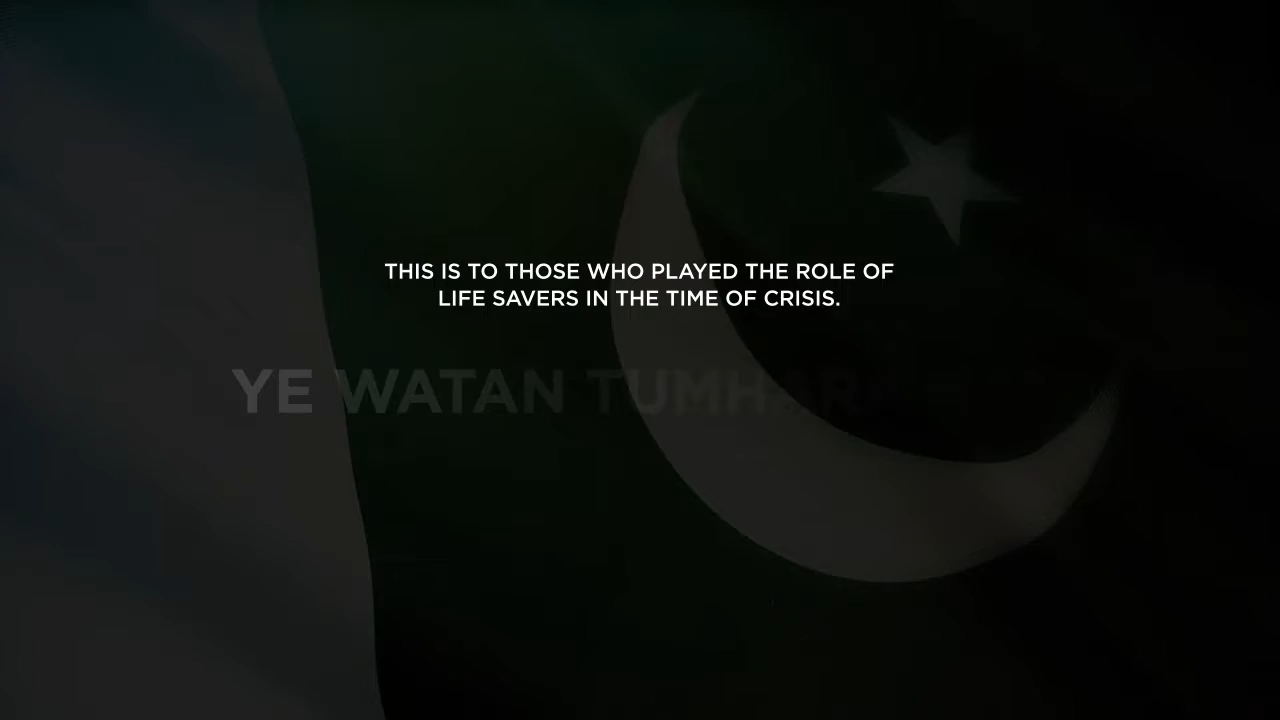 THIS IS TO THOSE WHO PLAYED THE ROLE OF
LIFE SAVERS IN THE TIME OF CRISIS.
YE WATAN